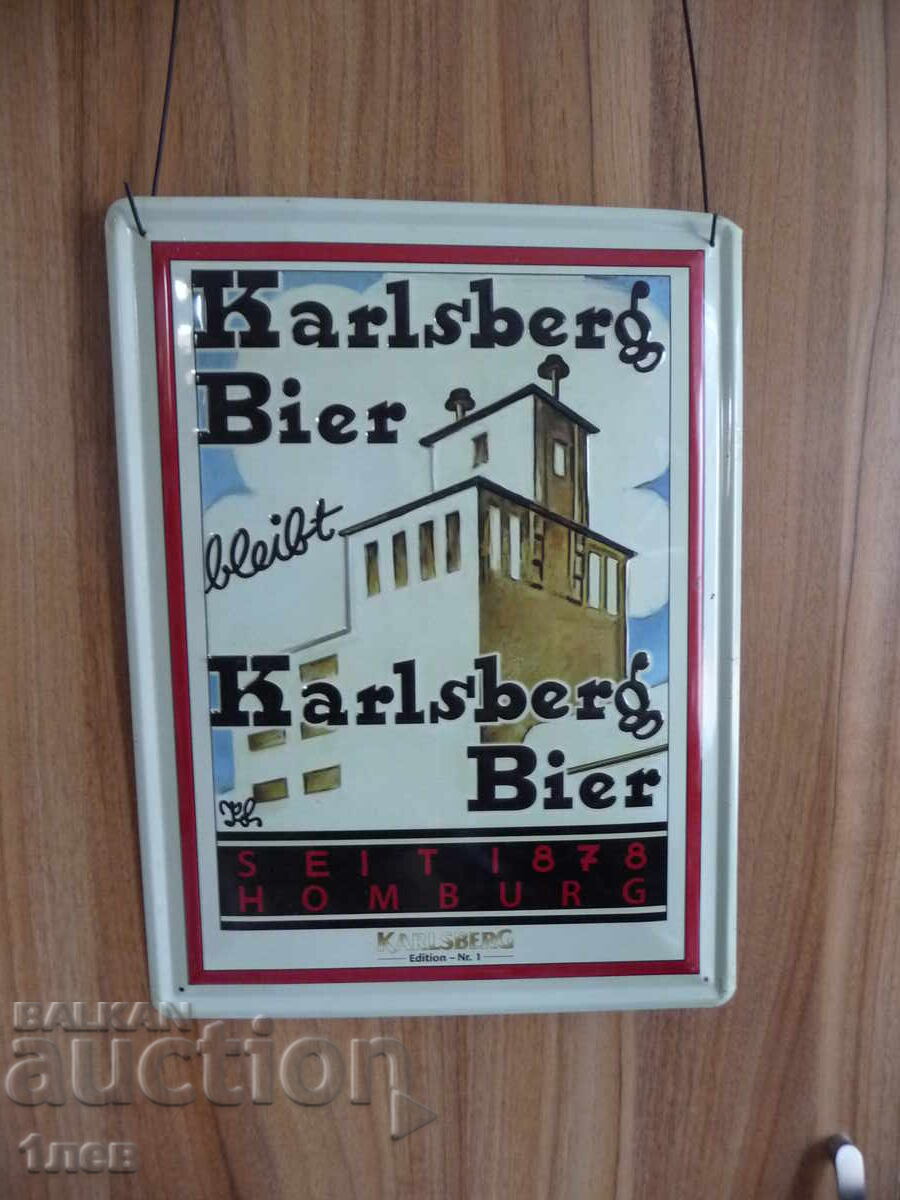 Karlsberg
Bier
bleibt
Karlsberg
Bier
SEIT 1878
HOMBURG
KARLSBERG
Edition – Nr. 1
BALKAN
auction
1лев